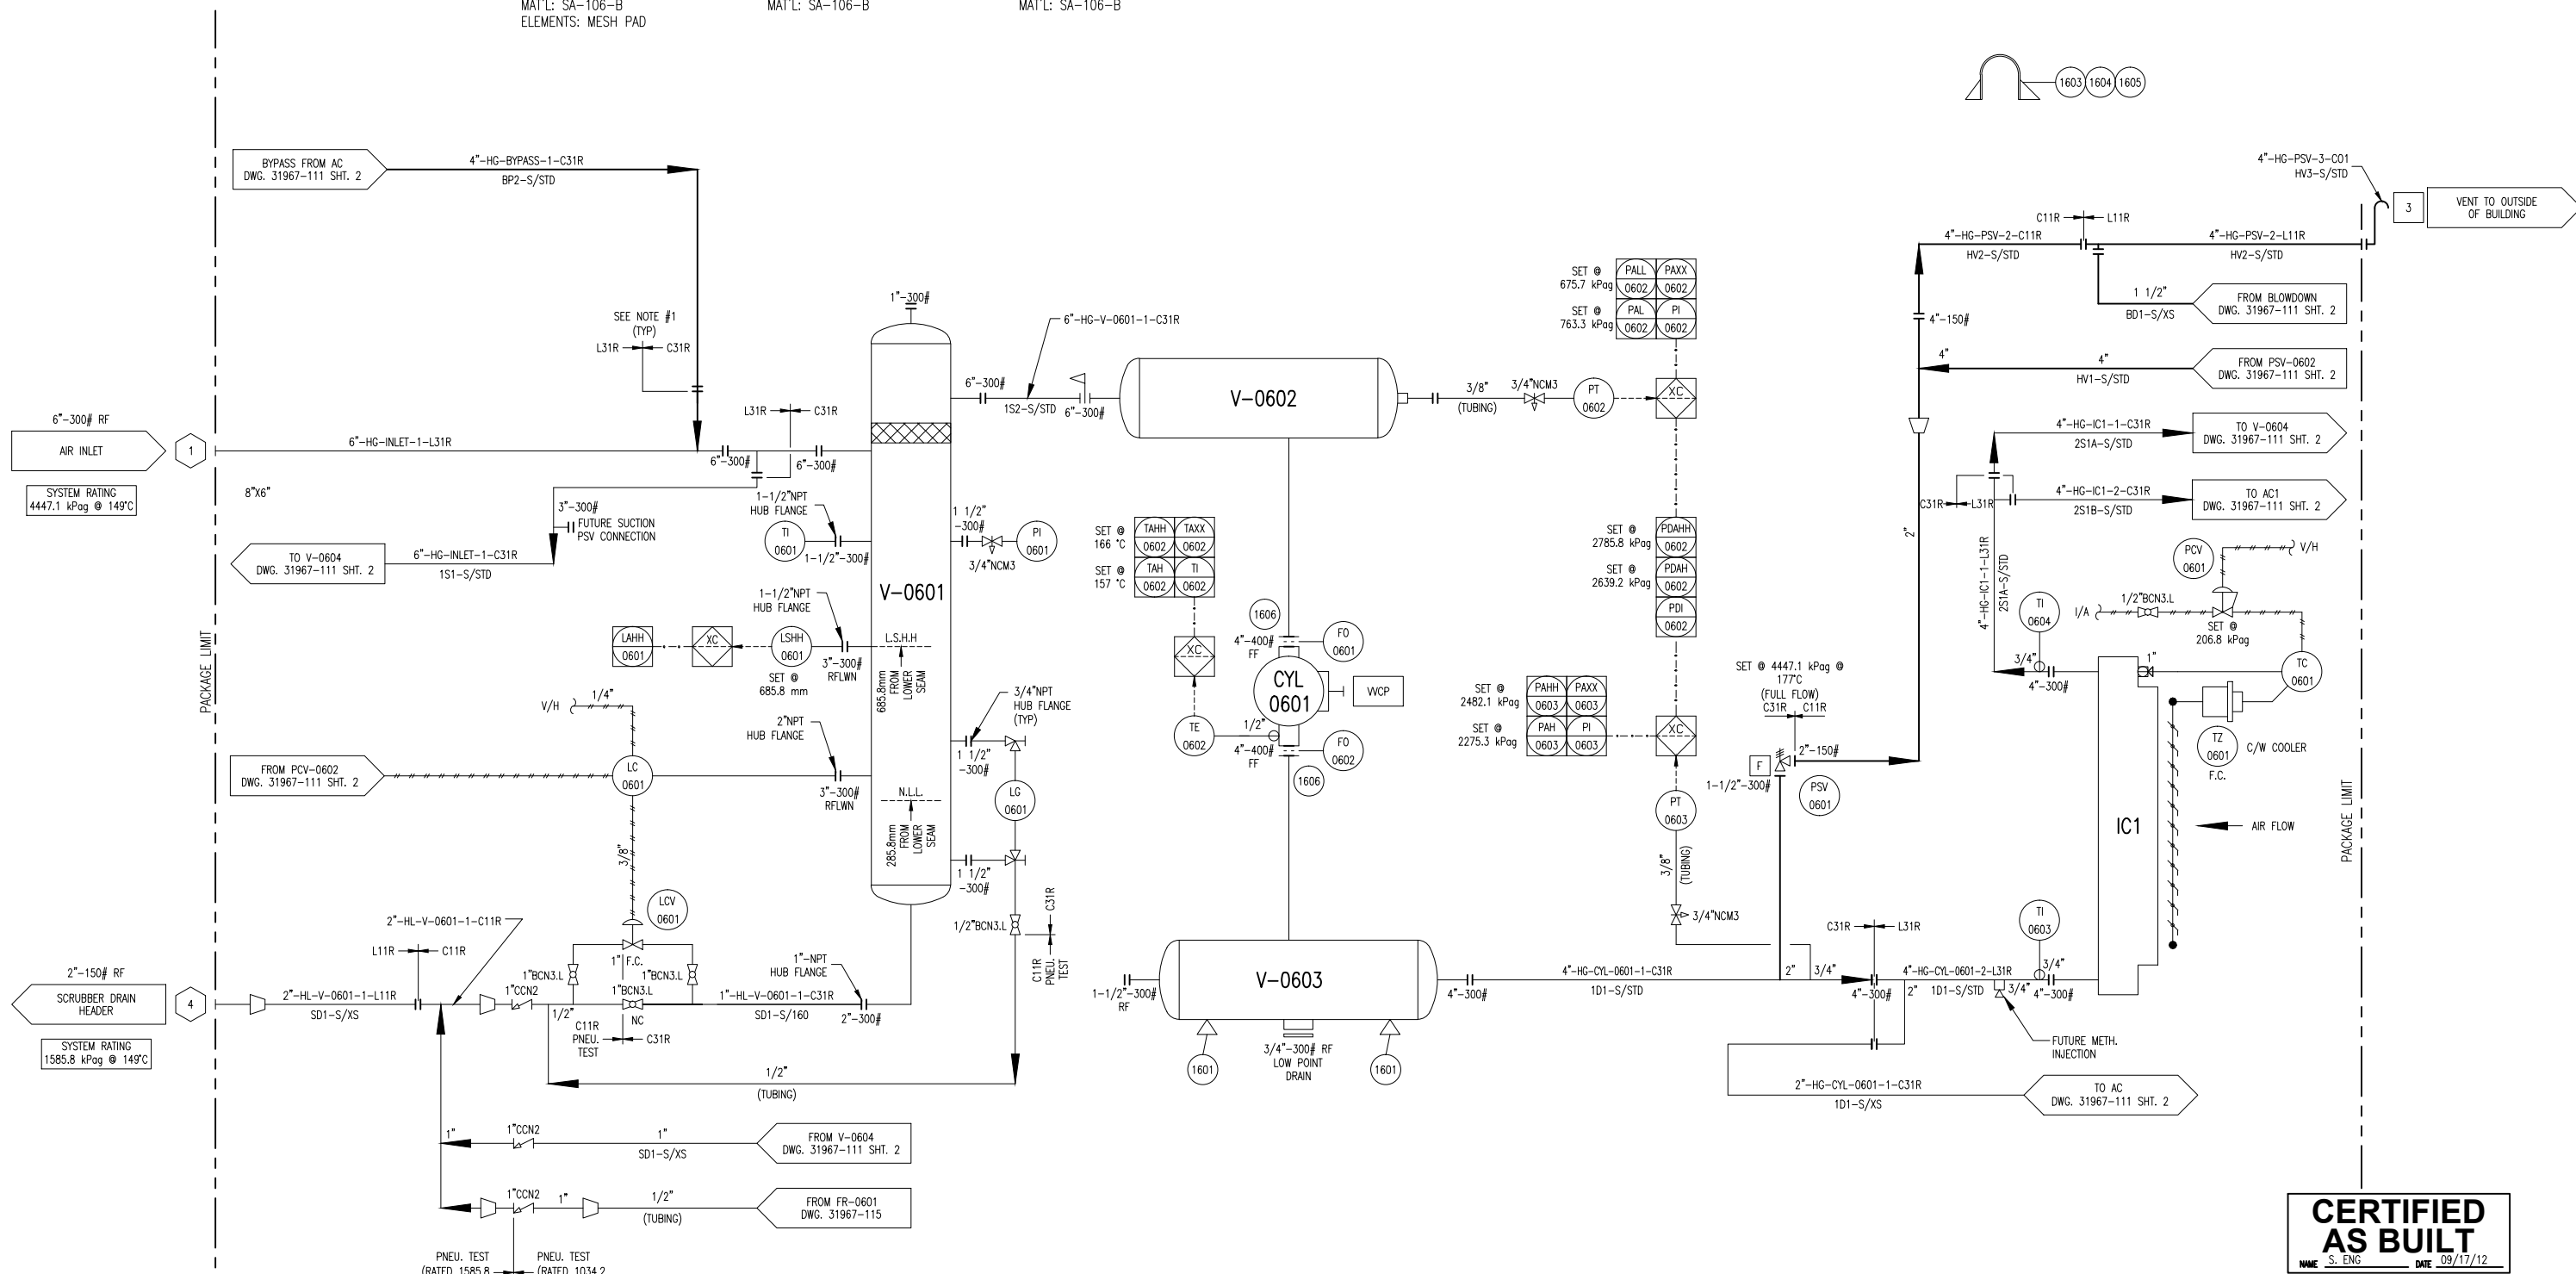 MAT'L: SA-106-B
ELEMENTS: MESH PAD
MAT'L: SA-106-B
MAT'L: SA-106-B
1603
1604
1605
BYPASS FROM AC
DWG. 31967-111 SHT. 2
4"-HG-BYPASS-1-C31R
BP2-S/STD
4"-HG-PSV-3-C01
HV3-S/STD
3
VENT TO OUTSIDE
OF BUILDING
C11R
L11R
4"-HG-PSV-2-C11R
HV2-S/STD
4"-HG-PSV-2-L11R
HV2-S/STD
1 1/2"
BD1-S/XS
FROM BLOWDOWN
DWG. 31967-111 SHT. 2
4"-150#
4"
4"
HV1-S/STD
FROM PSV-0602
DWG. 31967-111 SHT. 2
SET @
675.7 kPag
PALL
0602
PAXX
0602
SET @
763.3 kPag
PAL
0602
PI
0602
1"-300#
SEE NOTE #1
(TYP)
L31R
C31R
6"-HG-V-0601-1-C31R
6"-300#
1S2-S/STD
6"-300#
V-0602
3/8"
(TUBING)
3/4"NCM3
PT
0602
XC
6"-300# RF
AIR INLET
1
6"-HG-INLET-1-L31R
L31R
C31R
6"-300#
6"-300#
SYSTEM RATING
4447.1 kPag @ 149°C
8"X6"
3"-300#
FUTURE SUCTION
PSV CONNECTION
TO V-0604
DWG. 31967-111 SHT. 2
6"-HG-INLET-1-C31R
1S1-S/STD
1-1/2"NPT
HUB FLANGE
TI
0601
1-1/2"-300#
1 1/2"
-300#
3/4"NCM3
PI
0601
V-0601
4"-HG-IC1-1-C31R
2S1A-S/STD
TO V-0604
DWG. 31967-111 SHT. 2
4"-HG-IC1-2-C31R
2S1B-S/STD
TO AC1
DWG. 31967-111 SHT. 2
C31R
L31R
2"
4"-HG-IC1-1-L31R
2S1A-S/STD
PCV
0601
V/H
I/A
1/2"BCN3.L
SET @
206.8 kPag
TI
0604
3/4"
4"-300#
1"
TC
0601
TZ
0601
F.C.
C/W COOLER
IC1
AIR FLOW
PACKAGE LIMIT
PACKAGE LIMIT
SET @
166 °C
TAHH
0602
TAXX
0602
SET @
157 °C
TAH
0602
TI
0602
XC
TE
0602
1/2"
1606
4"-400#
FF
FO
0601
CYL
0601
VVCP
4"-400#
FF
FO
0602
1606
SET @
2785.8 kPag
PDAHH
0602
SET @
2639.2 kPag
PDAH
0602
PDI
0602
SET @
2482.1 kPag
PAHH
0603
PAXX
0603
SET @
2275.3 kPag
PAH
0603
PI
0603
XC
PT
0603
3/8"
(TUBING)
3/4"NCM3
SET @ 4447.1 kPag @
177°C
(FULL FLOW)
C31R
C11R
F
2"-150#
1-1/2"-300#
PSV
0601
1-1/2"NPT
HUB FLANGE
LAHH
0601
XC
LSHH
0601
SET @
685.8 mm
3"-300#
RFLWN
L.S.H.H
685.8mm
FROM
LOWER
SEAM
V/H
1/4"
2"NPT
HUB FLANGE
FROM PCV-0602
DWG. 31967-111 SHT. 2
LC
0601
3"-300#
RFLWN
N.L.L.
285.8mm
FROM
LOWER
SEAM
3/4"NPT
HUB FLANGE
(TYP)
1 1/2"
-300#
LG
0601
1 1/2"
-300#
1/2"BCN3.L
C31R
C11R
PNEU.
TEST
3/8"
LCV
0601
2"-HL-V-0601-1-C11R
L11R
C11R
1" F.C.
1"BCN3.L
1"BCN3.L
1"BCN3.L
NC
1"-NPT
HUB FLANGE
2"-150# RF
SCRUBBER DRAIN
HEADER
4
2"-HL-V-0601-1-L11R
SD1-S/XS
1"CCN2
1/2"
1"-HL-V-0601-1-C31R
SD1-S/160
2"-300#
C11R
PNEU.
TEST
C31R
SYSTEM RATING
1585.8 kPag @ 149°C
1/2"
(TUBING)
1"
1"CCN2
1"
SD1-S/XS
FROM V-0604
DWG. 31967-111 SHT. 2
1"CCN2
1"
1/2"
(TUBING)
FROM FR-0601
DWG. 31967-115
PNEU. TEST
(RATED 1585.8
PNEU. TEST
(RATED 1034.2
1-1/2"-300#
RF
V-0603
1601
1601
3/4"-300# RF
LOW POINT
DRAIN
4"-300#
4"-HG-CYL-0601-1-C31R
1D1-S/STD
2"
3/4"
C31R
L31R
4"-300#
2"
4"-HG-CYL-0601-2-L31R
1D1-S/STD
TI
0603
3/4"
3/4"
4"-300#
FUTURE METH.
INJECTION
2"-HG-CYL-0601-1-C31R
1D1-S/XS
TO AC
DWG. 31967-111 SHT. 2
CERTIFIED
AS BUILT
NAME S. ENG DATE 09/17/12